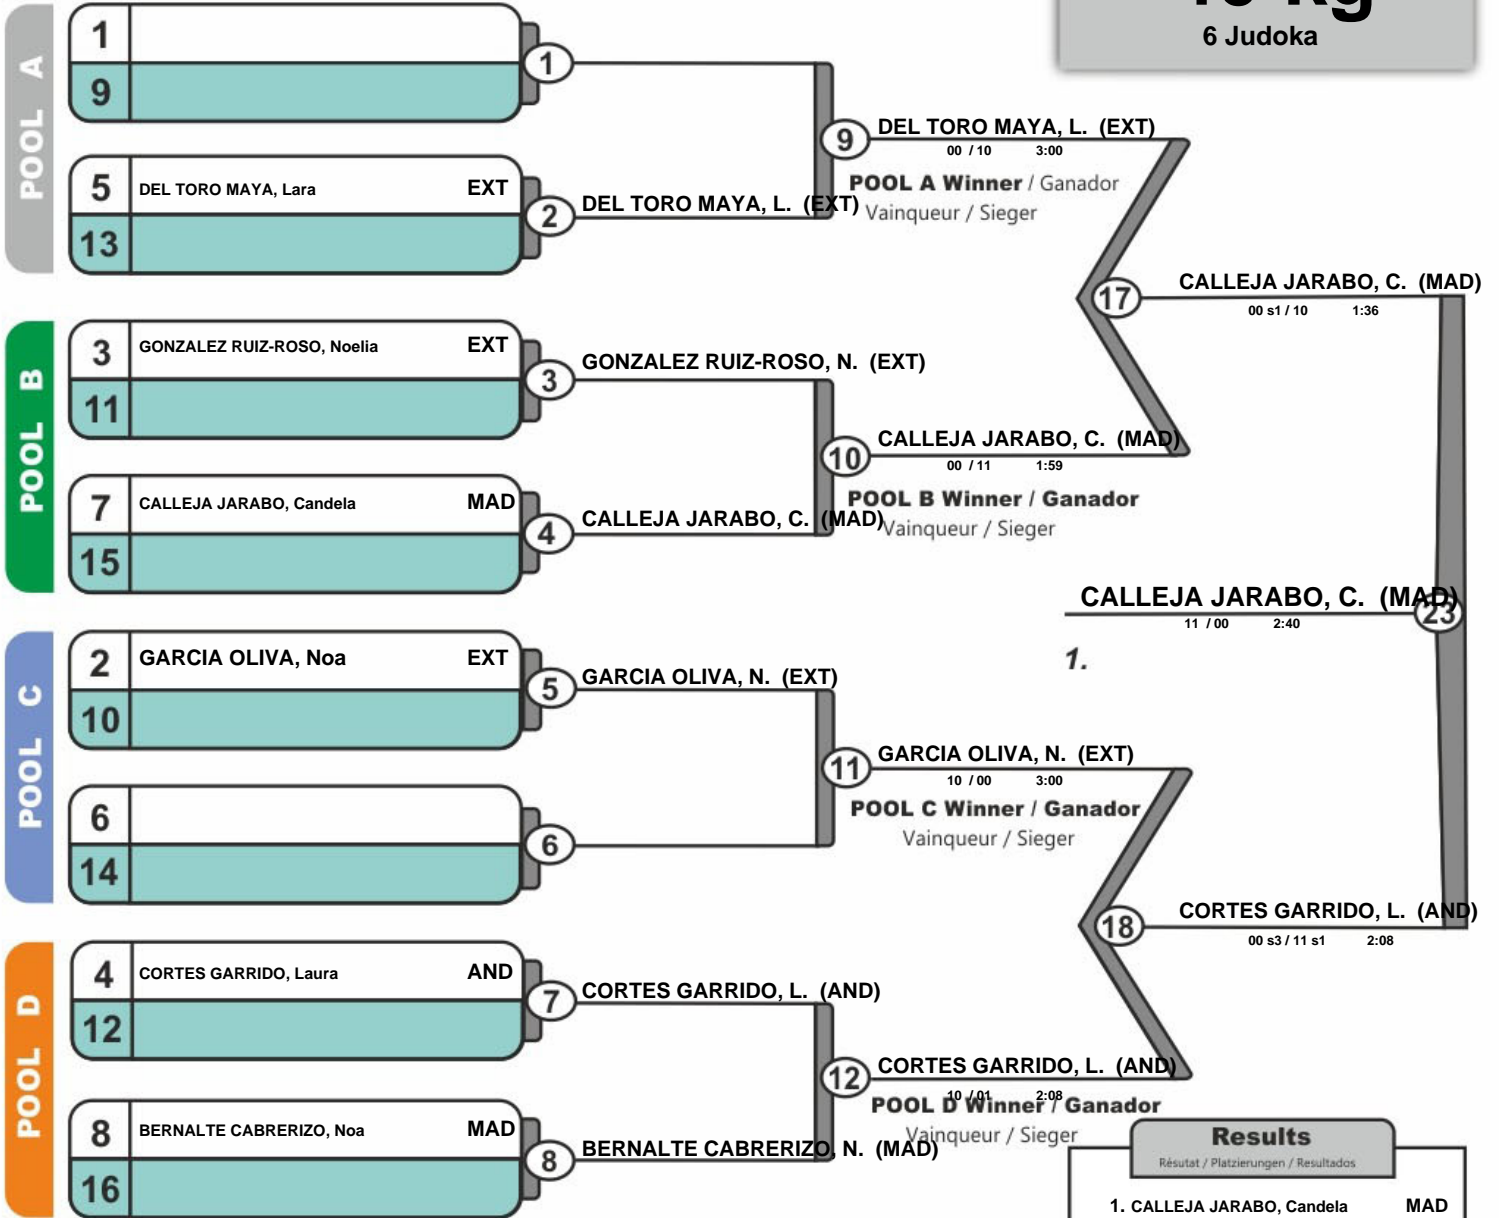 6 Judoka
POOL A
1
9
1
5 DEL TORO MAYA, Lara EXT
13
2
DEL TORO MAYA, L. (EXT)
9
DEL TORO MAYA, L. (EXT)
00 / 10 3:00
POOL A Winner / Ganador
Vainqueur / Sieger
POOL B
3 GONZALEZ RUIZ-ROSO, Noelia EXT
11
3
GONZALEZ RUIZ-ROSO, N. (EXT)
7 CALLEJA JARABO, Candela MAD
15
4
CALLEJA JARABO, C. (MAD)
10
CALLEJA JARABO, C. (MAD)
00 / 11 1:59
POOL B Winner / Ganador
Vainqueur / Sieger
17
CALLEJA JARABO, C. (MAD)
00 s1 / 10 1:36
CALLEJA JARABO, C. (MAD)
23
11 / 00 2:40
1.
POOL C
2 GARCIA OLIVA, Noa EXT
10
5
GARCIA OLIVA, N. (EXT)
6
14
6
11
GARCIA OLIVA, N. (EXT)
10 / 00 3:00
POOL C Winner / Ganador
Vainqueur / Sieger
18
CORTES GARRIDO, L. (AND)
00 s3 / 11 s1 2:08
POOL D
4 CORTES GARRIDO, Laura AND
12
7
CORTES GARRIDO, L. (AND)
8 BERNALTE CABRERIZO, Noa MAD
16
8
BERNALTE CABRERIZO, N. (MAD)
12
CORTES GARRIDO, L. (AND)
10 / 01 2:08
POOL D Winner / Ganador
Vainqueur / Sieger
Results
Résutat / Platzierungen / Resultados
1. CALLEJA JARABO, Candela MAD